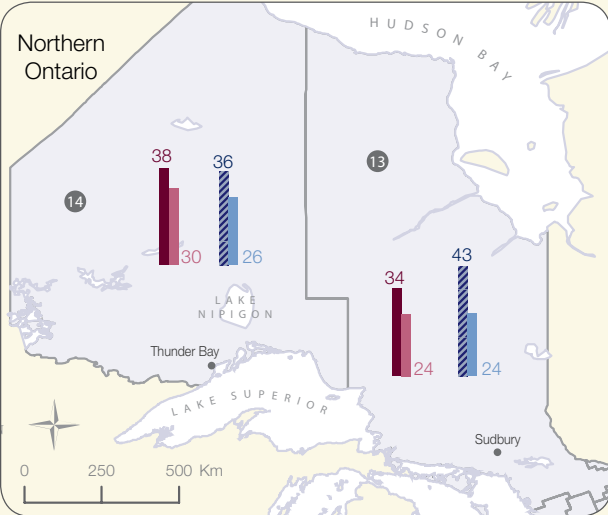 Northern
Ontario
HUDSON BAY
13
14
38
36
30
26
34
43
24
24
LAKE
NIPIGON
Thunder Bay
LAKE SUPERIOR
Sudbury
0 250 500 Km